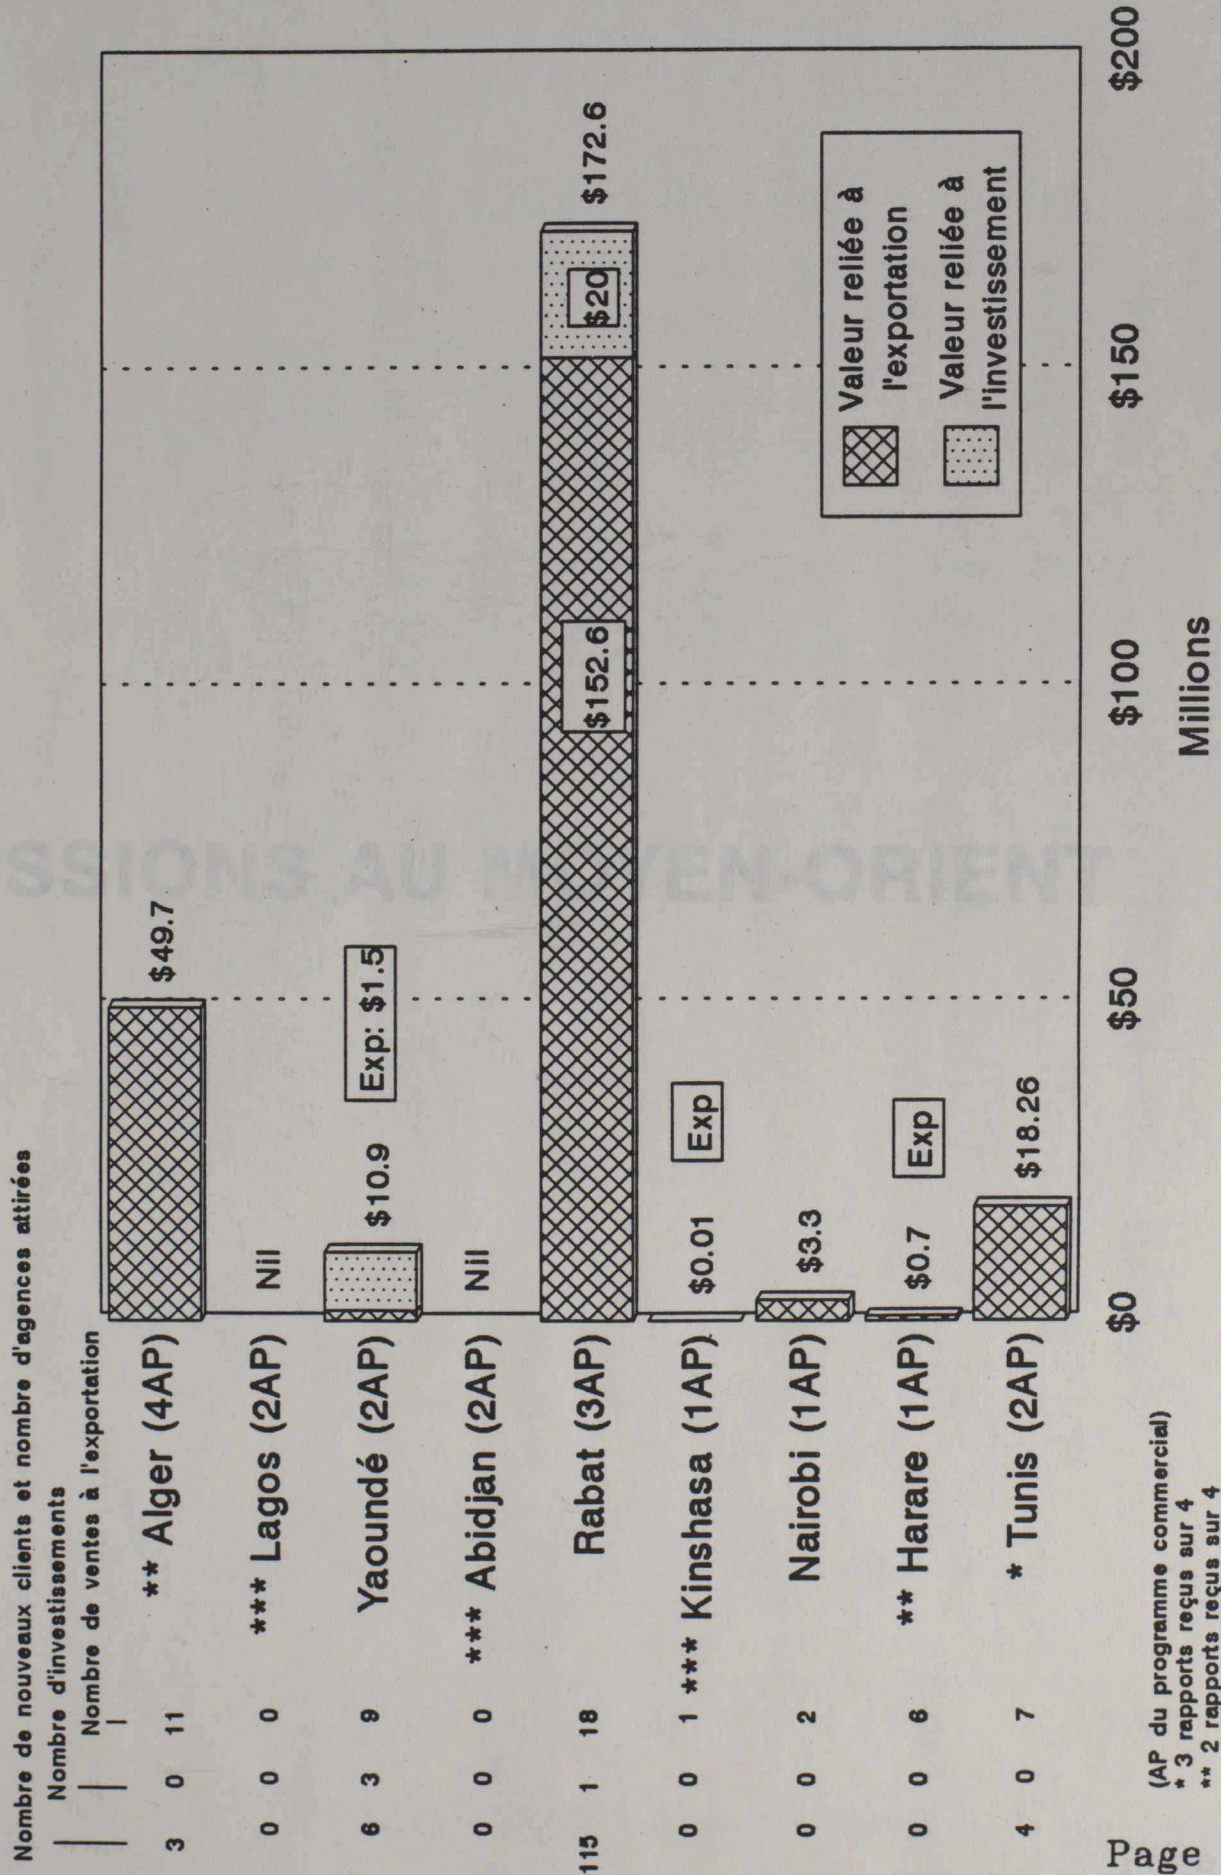 Nombre de nouveaux clients et nombre d'agences attirées
Nombre d'investissements
Nombre de ventes à l'exportation
3 0 11 ** Alger (4AP) $49.7
0 0 0 *** Lagos (2AP) Nil
6 3 9 Yaoundé (2AP) $10.9 Exp: $1.5
0 0 0 *** Abidjan (2AP) Nil
115 1 18 Rabat (3AP) $152.6 $20 $172.6
0 0 1 *** Kinshasa (1AP) $0.01 Exp
0 0 2 Nairobi (1AP) $3.3
0 0 6 ** Harare (1AP) $0.7 Exp
4 0 7 * Tunis (2AP) $18.26
Valeur reliée à
l'exportation
Valeur reliée à
l'investissement
$0 $50 $100 $150 $200
Millions
(AP du programme commercial)
* 3 rapports reçus sur 4
** 2 rapports reçus sur 4
Page
SSIONS AU MOYEN-ORIENT